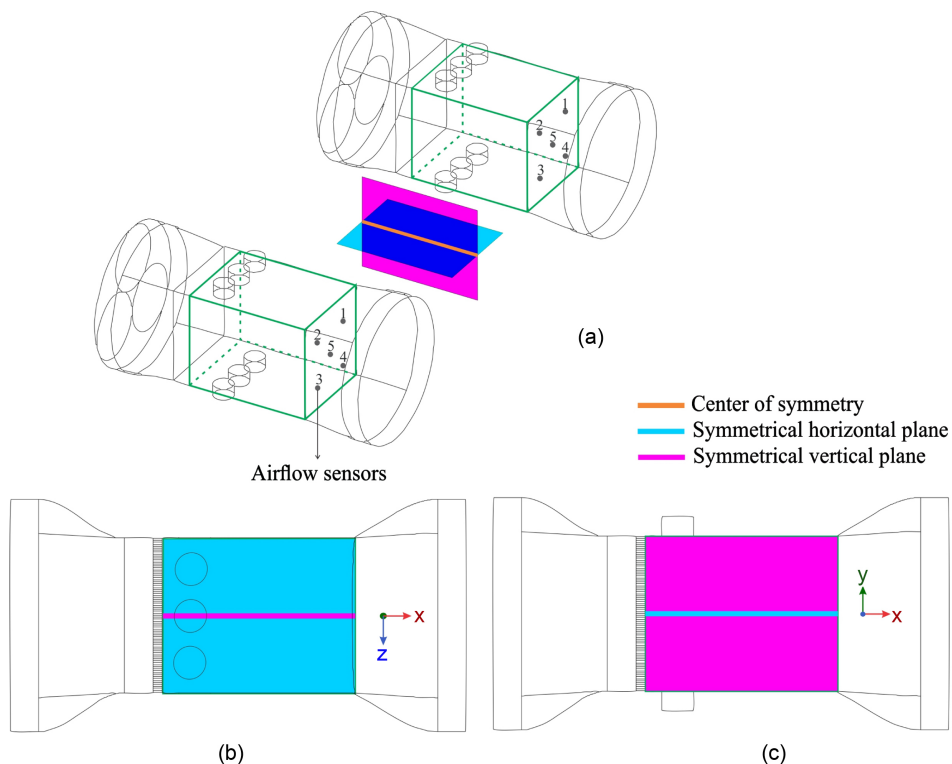 1
2
5
4
3
1
2
5
4
3
(a)
Airflow sensors
Center of symmetry
Symmetrical horizontal plane
Symmetrical vertical plane
x
z
y
x
(b)
(c)